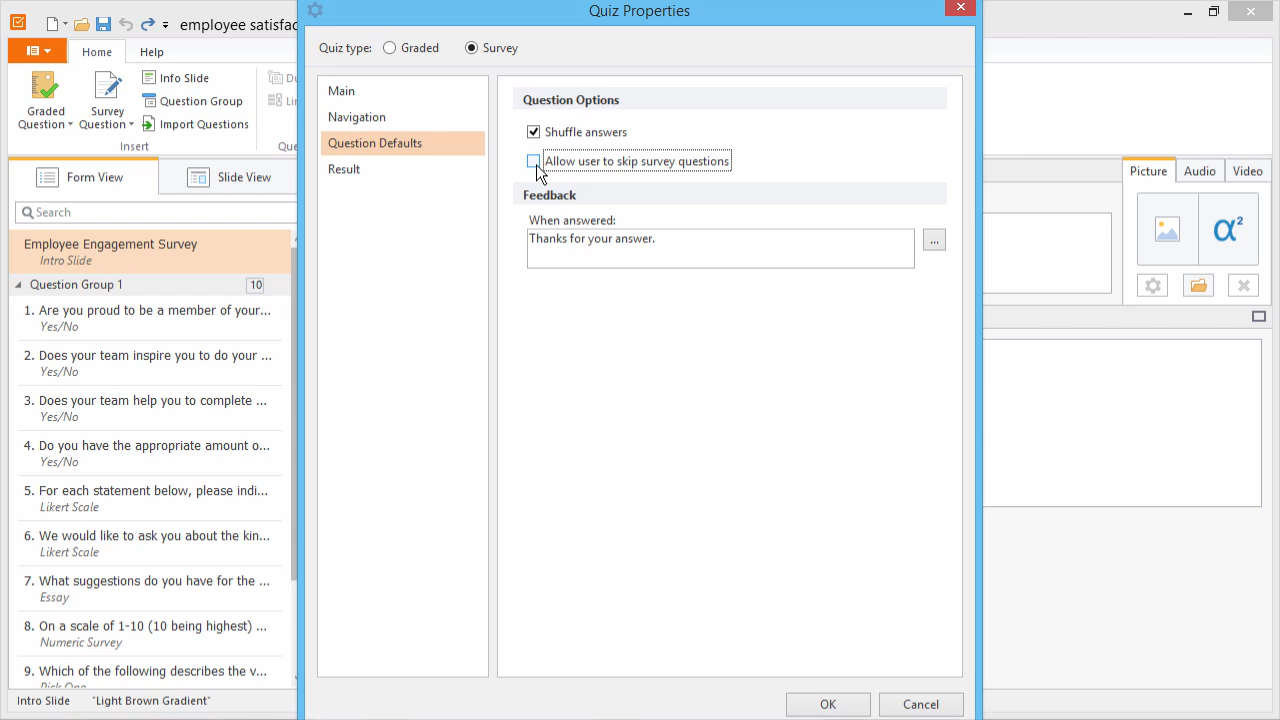 employee satisfac
Quiz Properties
Home
Help
Graded Question
Survey Question
Info Slide
Question Group
Import Questions
Du
Lin
Insert
Que
Form View
Slide View
Search
Employee Engagement Survey
Intro Slide
Question Group 1
10
1. Are you proud to be a member of your...
Yes/No
2. Does your team inspire you to do your ...
Yes/No
3. Does your team help you to complete ...
Yes/No
4. Do you have the appropriate amount o...
Yes/No
5. For each statement below, please indi...
Likert Scale
6. We would like to ask you about the kin...
Likert Scale
7. What suggestions do you have for the ...
Essay
8. On a scale of 1-10 (10 being highest) ...
Numeric Survey
9. Which of the following describes the v...
Pick One
Intro Slide
"Light Brown Gradient"
Quiz type:
Graded
Survey
Main
Navigation
Question Defaults
Result
Question Options
Shuffle answers
Allow user to skip survey questions
Feedback
When answered:
Thanks for your answer.
...
OK
Cancel
Picture
Audio
Video
α²